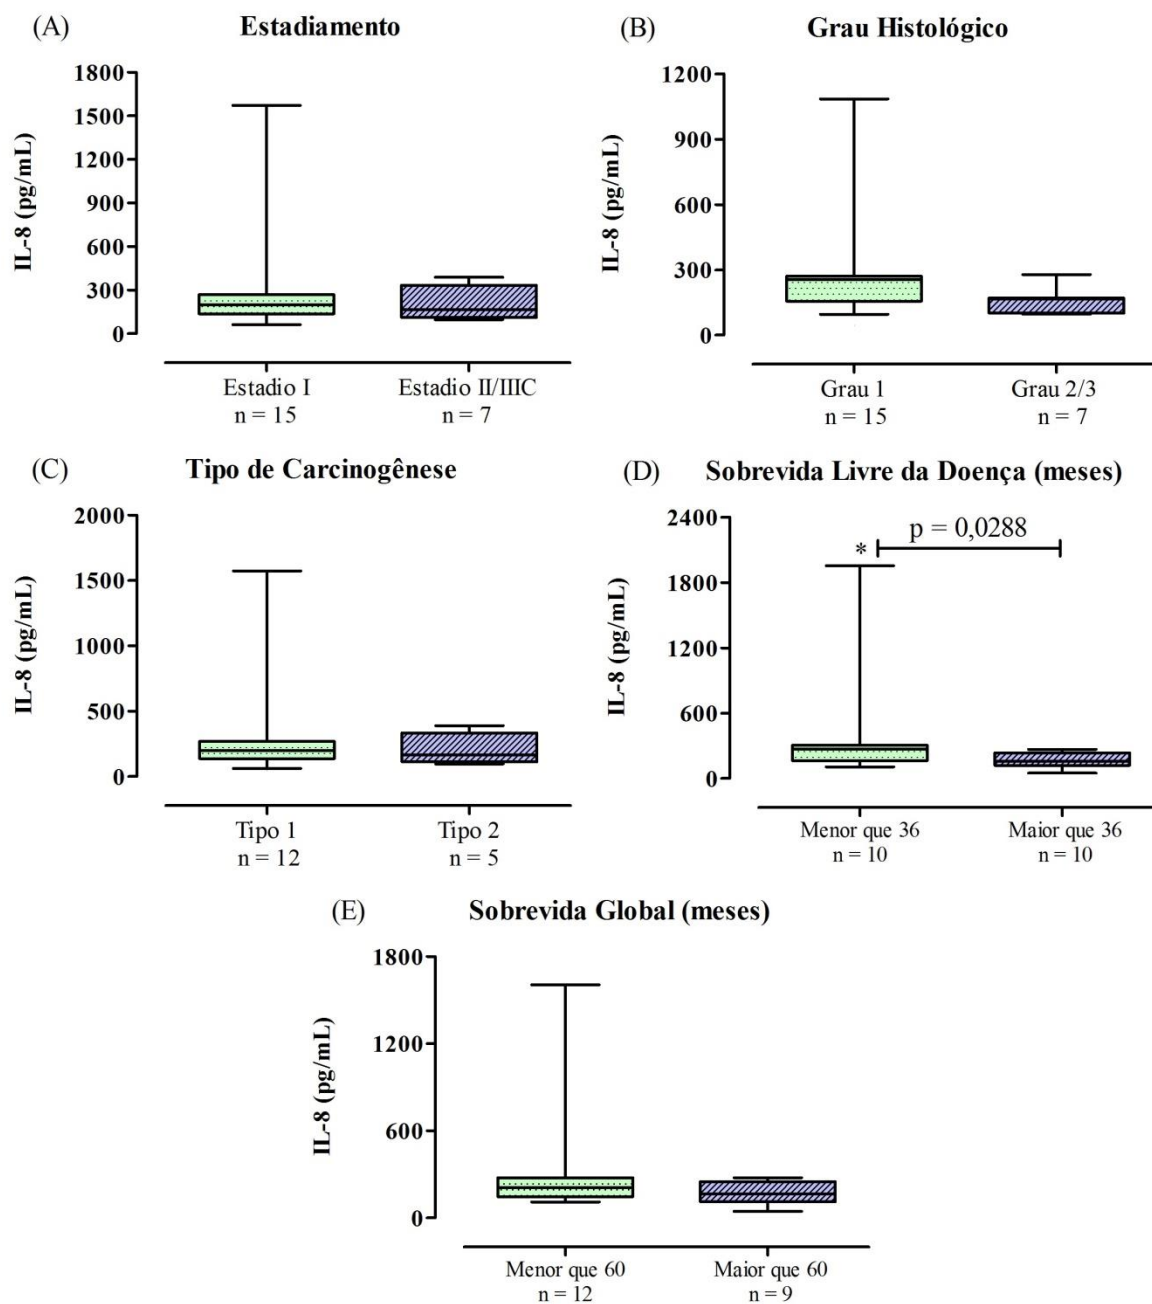 (A) Estadiamento
IL-8 (pg/mL)
1800
1500
1200
900
600
300
0
Estadio I
n = 15
Estadio II/IIIC
n = 7
(B) Grau Histológico
IL-8 (pg/mL)
1200
900
600
300
0
Grau 1
n = 15
Grau 2/3
n = 7
(C) Tipo de Carcinogênese
IL-8 (pg/mL)
2000
1500
1000
500
0
Tipo 1
n = 12
Tipo 2
n = 5
(D) Sobrevida Livre da Doença (meses)
IL-8 (pg/mL)
2400
1800
1200
600
0
* p = 0,0288
Menor que 36
n = 10
Maior que 36
n = 10
(E) Sobrevida Global (meses)
IL-8 (pg/mL)
1800
1200
600
0
Menor que 60
n = 12
Maior que 60
n = 9